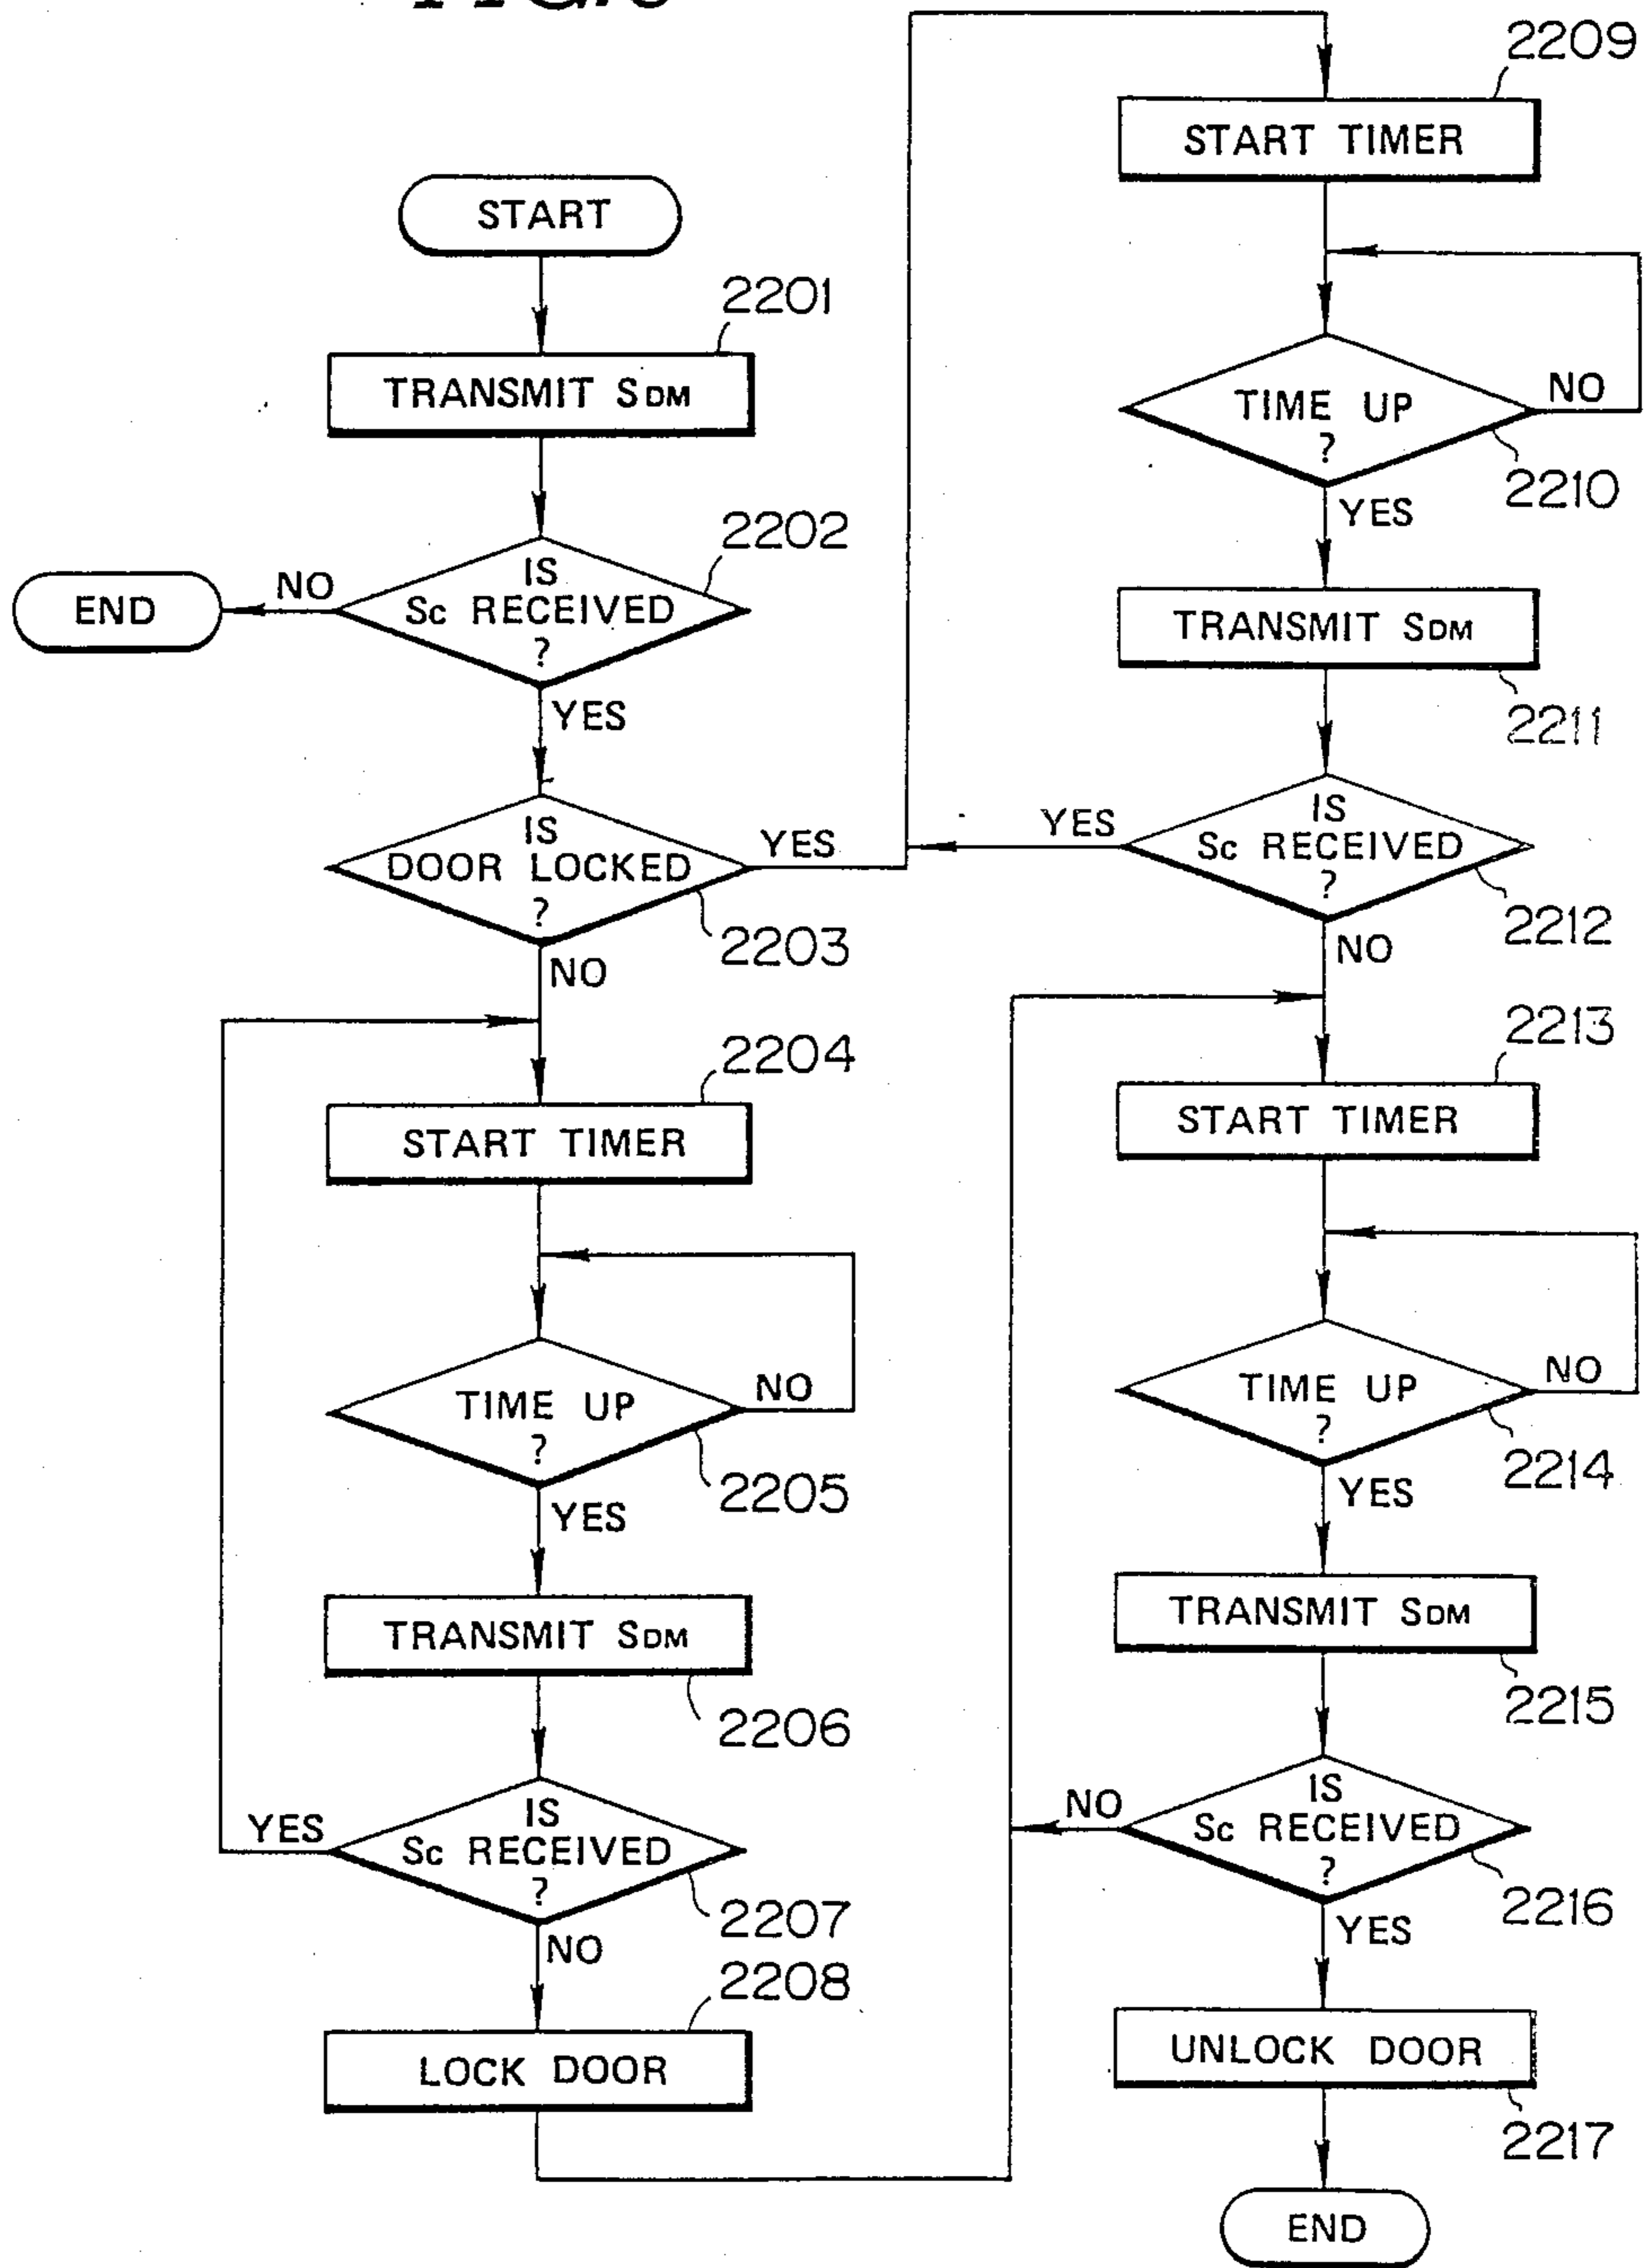 START
2201
TRANSMIT SDM
2202
IS
Sc RECEIVED
?
NO
END
YES
IS
DOOR LOCKED
?
YES
2203
NO
2204
START TIMER
TIME UP
?
NO
2205
YES
TRANSMIT SDM
2206
IS
Sc RECEIVED
?
YES
2207
NO
2208
LOCK DOOR
2209
START TIMER
TIME UP
?
NO
2210
YES
TRANSMIT SDM
2211
IS
Sc RECEIVED
?
YES
2212
NO
2213
START TIMER
TIME UP
?
NO
2214
YES
TRANSMIT SDM
2215
IS
Sc RECEIVED
?
NO
2216
YES
UNLOCK DOOR
2217
END